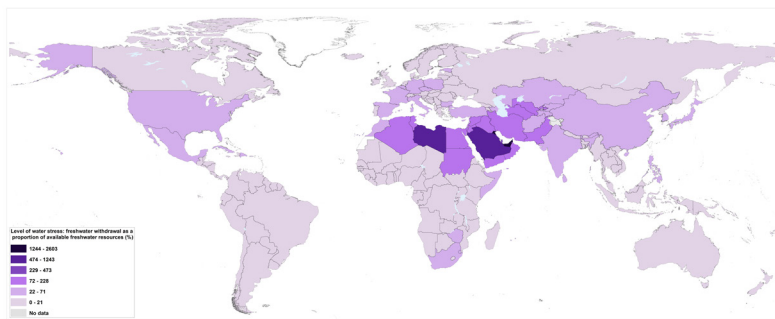 Level of water stress: freshwater withdrawal as a
proportion of available freshwater resources (%)
1244 - 2603
474 - 1243
229 - 473
72 - 228
22 - 71
0 - 21
No data